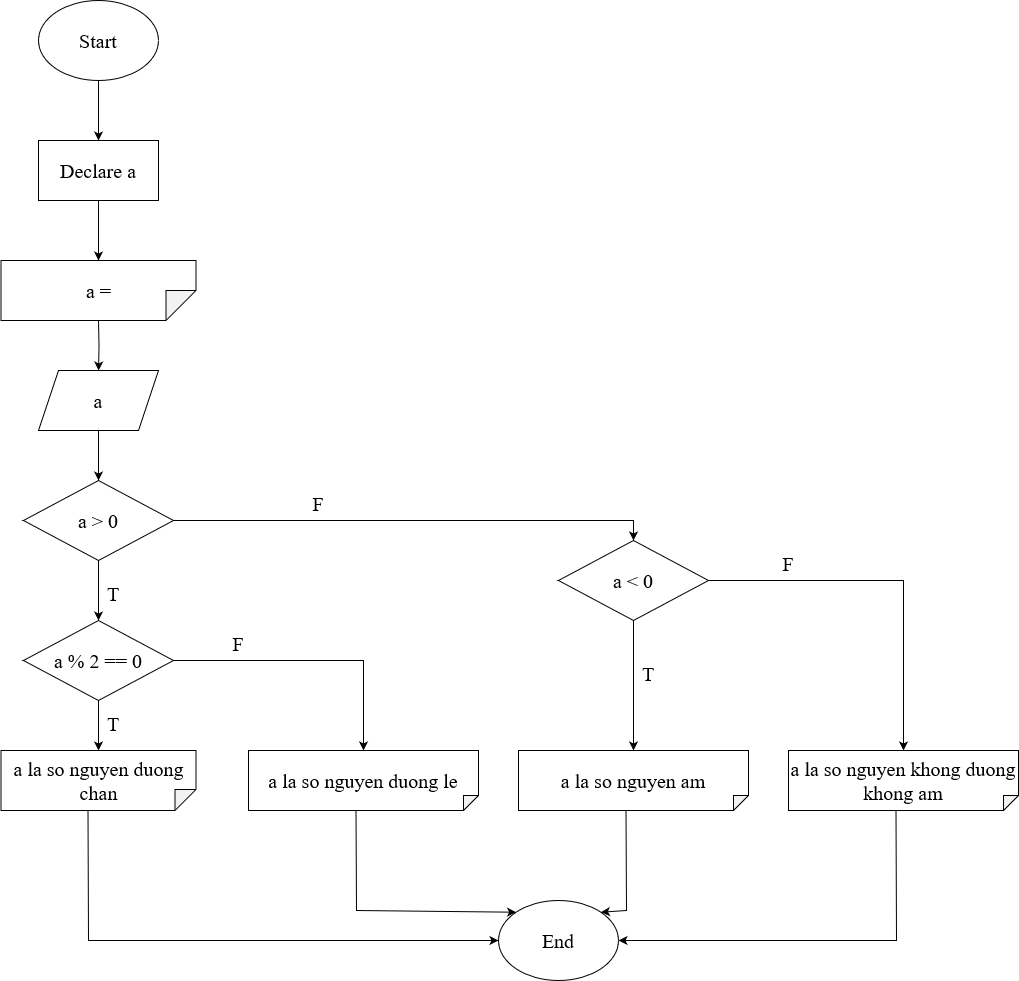 Start
Declare a
a =
a
a > 0
F
T
a < 0
F
T
a % 2 == 0
F
T
a la so nguyen duong
chan
a la so nguyen duong le
a la so nguyen am
a la so nguyen khong duong
khong am
End